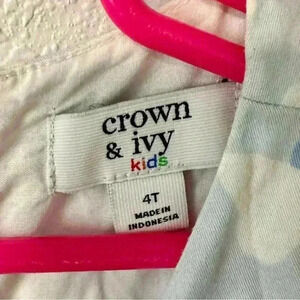 crown
& ivy
kids
4T
MADE IN
INDONESIA